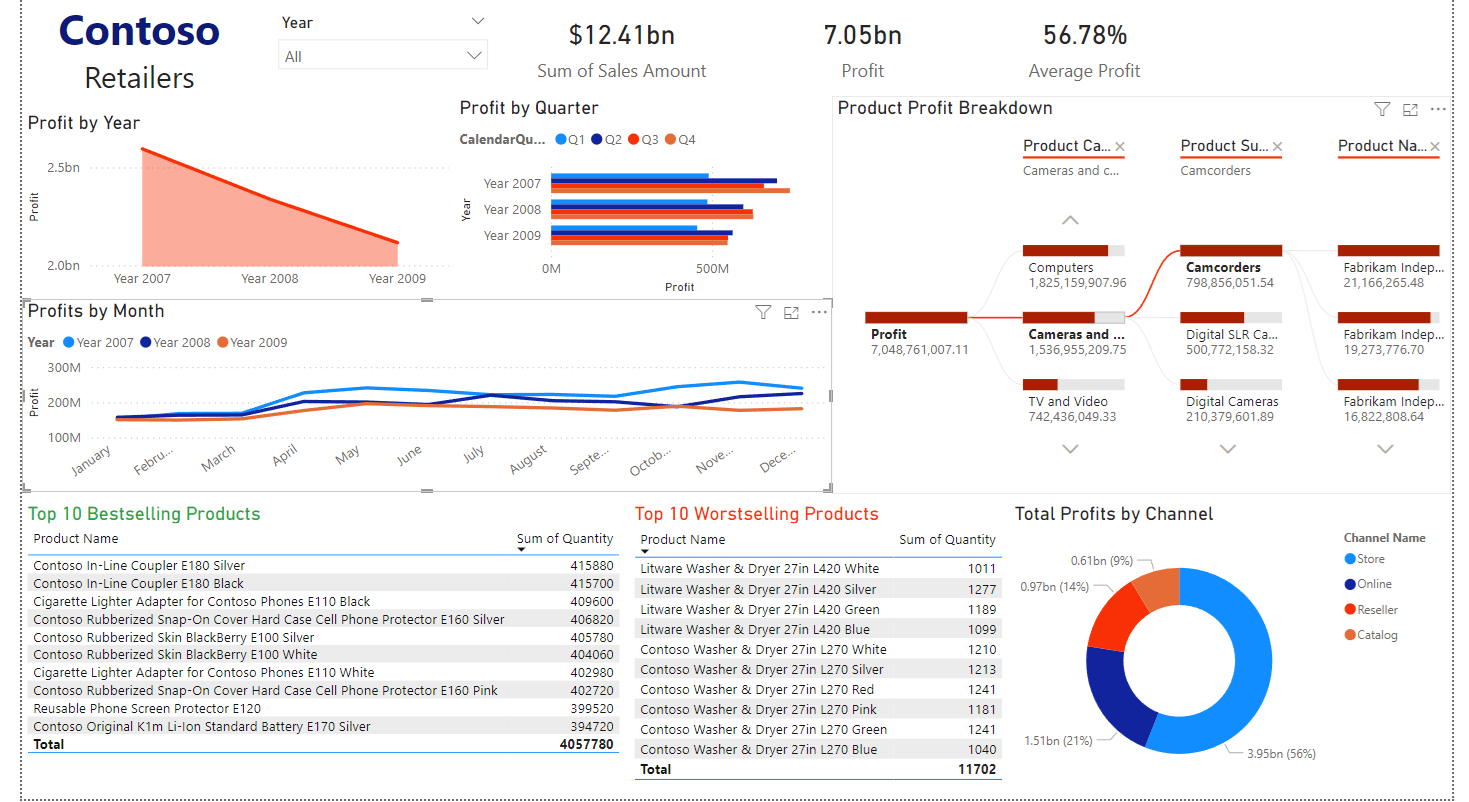 Contoso
Retailers
Year
All
$12.41bn
Sum of Sales Amount
7.05bn
Profit
56.78%
Average Profit
Profit by Year
2.5bn
2.0bn
Profit
Year 2007
Year 2008
Year 2009
Profit by Quarter
CalendarQu... Q1 Q2 Q3 Q4
Year
Year 2007
Year 2008
Year 2009
0M
500M
Profit
Product Profit Breakdown
Product Ca...
Cameras and c...
Product Su...
Camcorders
Product Na...
Profit
7,048,761,007.11
Computers
1,825,159,907.96
Cameras and ...
1,536,955,209.75
TV and Video
742,436,049.33
Camcorders
798,856,051.54
Digital SLR Ca...
500,772,158.32
Digital Cameras
210,379,601.89
Fabrikam Indep...
21,166,265.48
Fabrikam Indep...
19,273,776.70
Fabrikam Indep...
16,822,808.64
Profits by Month
Year Year 2007 Year 2008 Year 2009
300M
200M
100M
Profit
January
Febru...
March
April
May
June
July
August
Septe...
Octob...
Nove...
Dece...
Top 10 Bestselling Products
Product Name Sum of Quantity
Contoso In-Line Coupler E180 Silver 415880
Contoso In-Line Coupler E180 Black 415700
Cigarette Lighter Adapter for Contoso Phones E110 Black 409600
Contoso Rubberized Snap-On Cover Hard Case Cell Phone Protector E160 Silver 406820
Contoso Rubberized Skin BlackBerry E100 Silver 405780
Contoso Rubberized Skin BlackBerry E100 White 404060
Cigarette Lighter Adapter for Contoso Phones E110 White 402980
Contoso Rubberized Snap-On Cover Hard Case Cell Phone Protector E160 Pink 402720
Reusable Phone Screen Protector E120 399520
Contoso Original K1m Li-Ion Standard Battery E170 Silver 394720
Total 4057780
Top 10 Worstselling Products
Product Name Sum of Quantity
Litware Washer & Dryer 27in L420 White 1011
Litware Washer & Dryer 27in L420 Silver 1277
Litware Washer & Dryer 27in L420 Green 1189
Litware Washer & Dryer 27in L420 Blue 1099
Contoso Washer & Dryer 27in L270 White 1210
Contoso Washer & Dryer 27in L270 Silver 1213
Contoso Washer & Dryer 27in L270 Red 1241
Contoso Washer & Dryer 27in L270 Pink 1181
Contoso Washer & Dryer 27in L270 Green 1241
Contoso Washer & Dryer 27in L270 Blue 1040
Total 11702
Total Profits by Channel
0.61bn (9%)
0.97bn (14%)
1.51bn (21%)
3.95bn (56%)
Channel Name
Store
Online
Reseller
Catalog